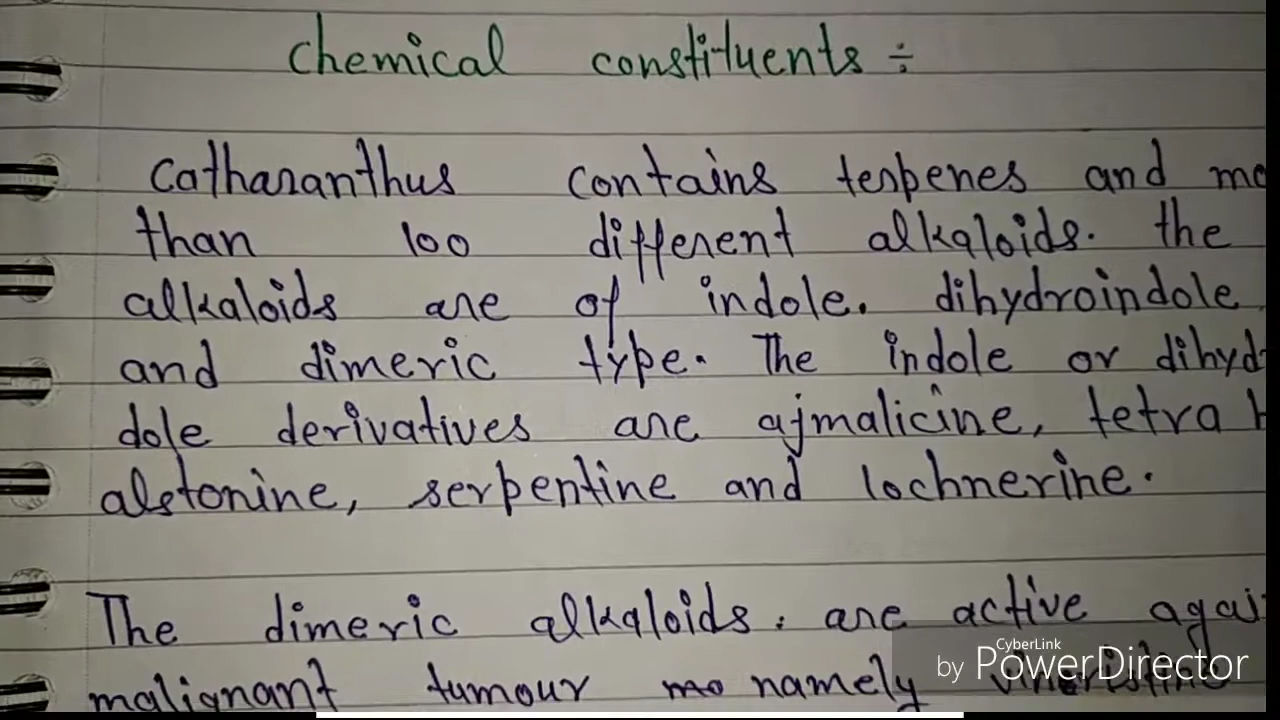 Chemical constituents ÷
Catharanthus contains terpenes and mo
than 100 different alkaloids. the
alkaloids are of indole. dihydroindole
and dimeric type. The indole or dihyd
dole derivatives are ajmalicine, tetra h
alstonine, serpentine and lochnerine.
The dimeric alkaloids. are active agai
malignant tumour namely vincristine
CyberLink
by PowerDirector